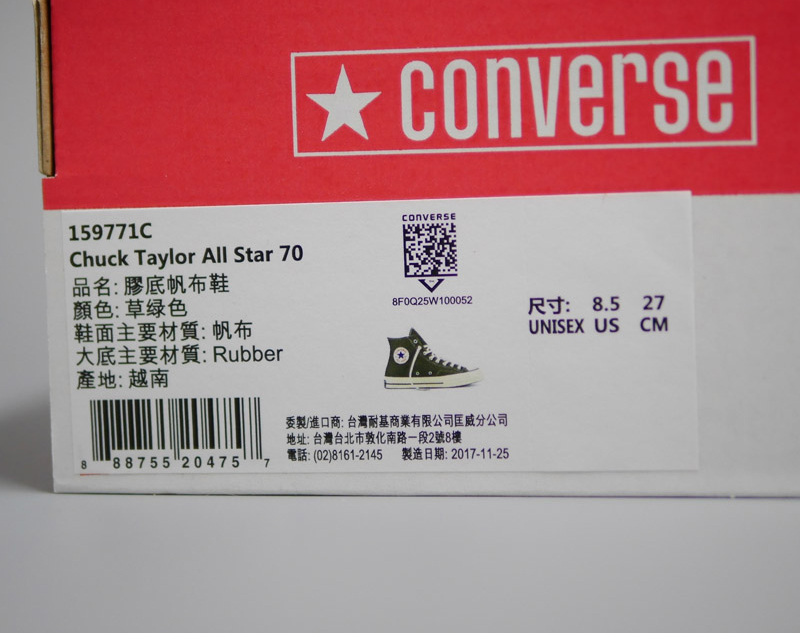 converse
159771C
Chuck Taylor All Star 70
品名: 膠底帆布鞋
顏色: 草绿色
鞋面主要材質: 帆布
大底主要材質: Rubber
產地: 越南
8 88755 20475 7
CONVERSE
8F0Q25W100052
尺寸: 8.5 27
UNISEX US CM
委製/進口商: 台灣耐基商業有限公司匡威分公司
地址: 台灣台北市敦化南路一段2號8樓
電話: (02)8161-2145 製造日期: 2017-11-25